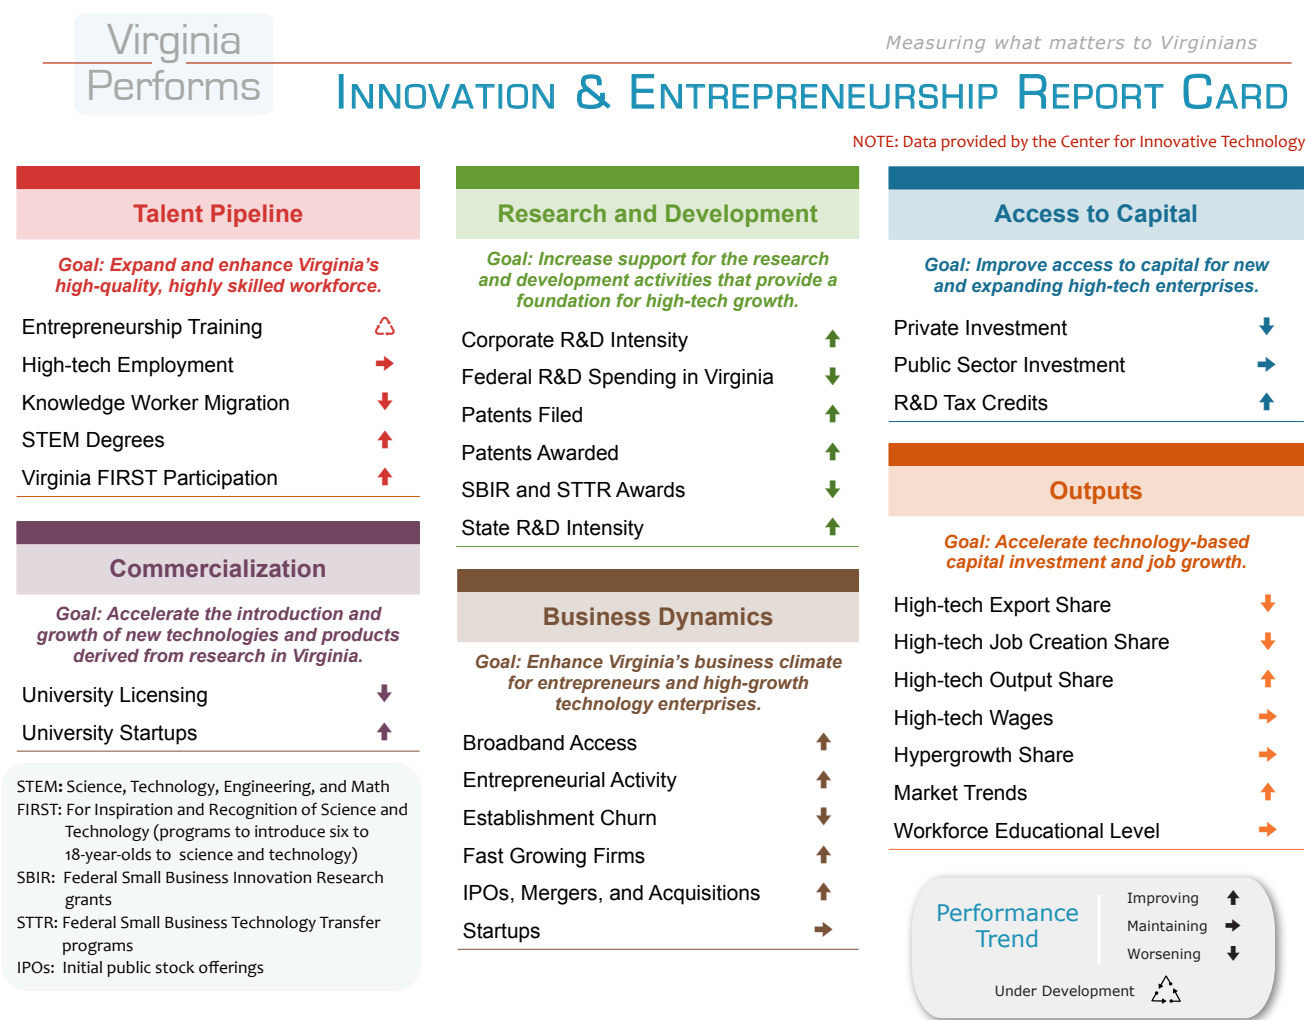 Virginia
Performs
Measuring what matters to Virginians
INNOVATION & ENTREPRENEURSHIP REPORT CARD
NOTE: Data provided by the Center for Innovative Technology
Talent Pipeline
Goal: Expand and enhance Virginia's
high-quality, highly skilled workforce.
Entrepreneurship Training
High-tech Employment
Knowledge Worker Migration
STEM Degrees
Virginia FIRST Participation
Commercialization
Goal: Accelerate the introduction and
growth of new technologies and products
derived from research in Virginia.
University Licensing
University Startups
STEM: Science, Technology, Engineering, and Math
FIRST: For Inspiration and Recognition of Science and
Technology (programs to introduce six to
18-year-olds to science and technology)
SBIR: Federal Small Business Innovation Research
grants
STTR: Federal Small Business Technology Transfer
programs
IPOs: Initial public stock offerings
Research and Development
Goal: Increase support for the research
and development activities that provide a
foundation for high-tech growth.
Corporate R&D Intensity
Federal R&D Spending in Virginia
Patents Filed
Patents Awarded
SBIR and STTR Awards
State R&D Intensity
Business Dynamics
Goal: Enhance Virginia's business climate
for entrepreneurs and high-growth
technology enterprises.
Broadband Access
Entrepreneurial Activity
Establishment Churn
Fast Growing Firms
IPOs, Mergers, and Acquisitions
Startups
Access to Capital
Goal: Improve access to capital for new
and expanding high-tech enterprises.
Private Investment
Public Sector Investment
R&D Tax Credits
Outputs
Goal: Accelerate technology-based
capital investment and job growth.
High-tech Export Share
High-tech Job Creation Share
High-tech Output Share
High-tech Wages
Hypergrowth Share
Market Trends
Workforce Educational Level
Performance
Trend
Improving
Maintaining
Worsening
Under Development